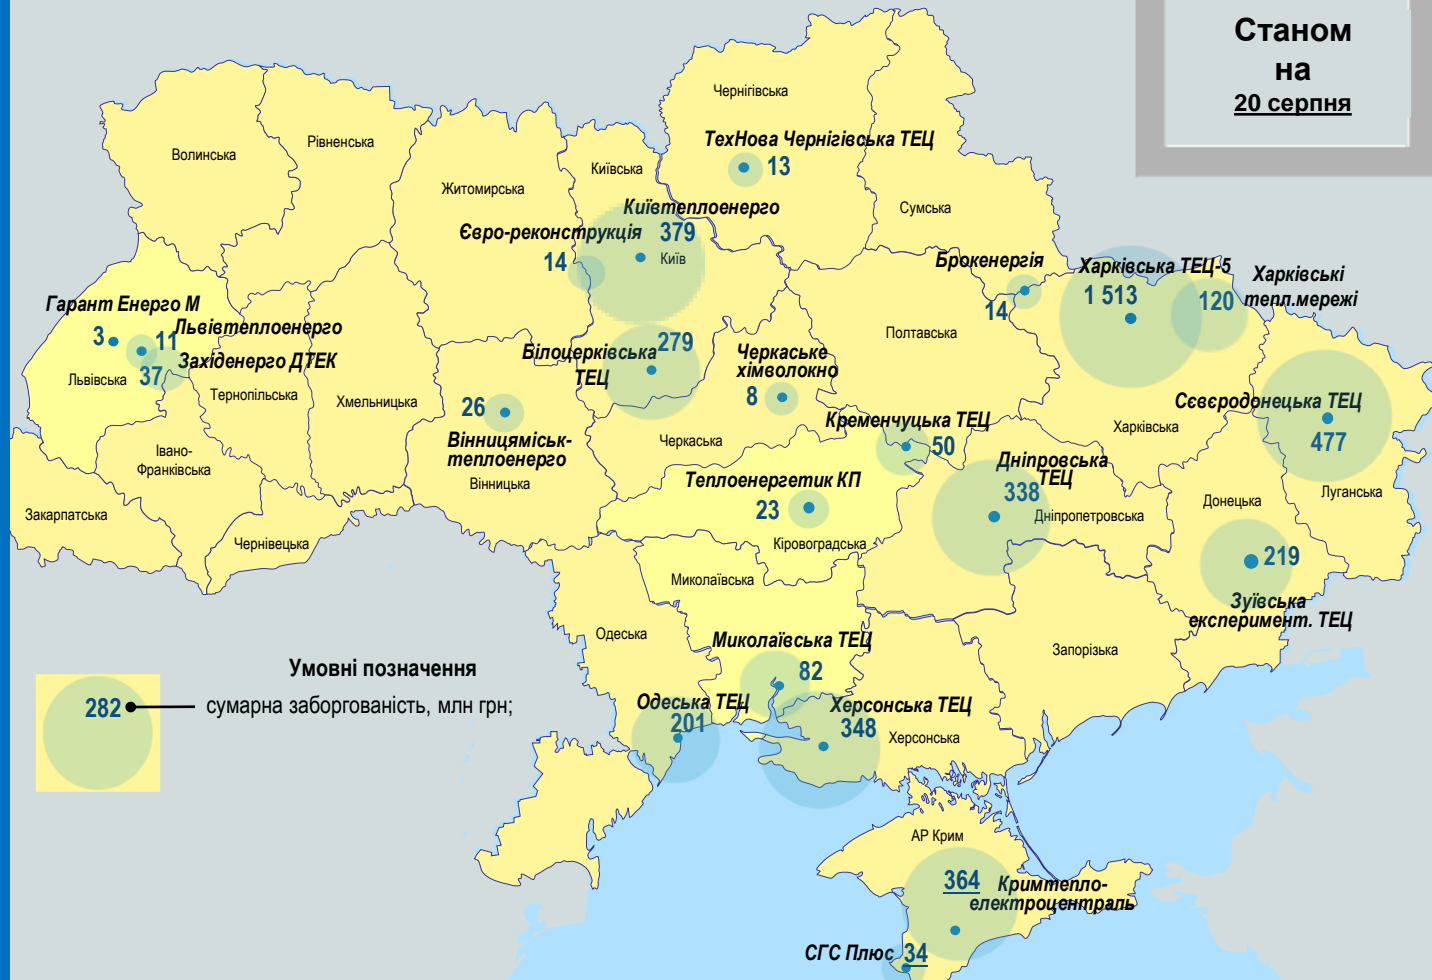 Станом
на
20 серпня
Чернігівська
ТехНова Чернігівська ТЕЦ
13
Волинська
Рівненська
Київська
Житомирська
Сумська
Київтеплоенерго
379
Київ
Євро-реконструкція
14
Брокенергія
14
Харківська ТЕЦ-5
1 513
Харківські
тепл.мережі
120
Гарант Енерго М
3
Львівтеплоенерго
11
Західенерго ДТЕК
37
Львівська
Тернопільська
Хмельницька
Білоцерківська
ТЕЦ
279
Черкаське
хімволокно
8
Полтавська
26
Вінницяміськ-
теплоенерго
Вінницька
Черкаська
Кременчуцька ТЕЦ
50
Харківська
Сєвєродонецька ТЕЦ
477
Луганська
Івано-
Франківська
Закарпатська
Чернівецька
Теплоенергетик КП
23
Кіровоградська
Дніпровська
ТЕЦ
338
Дніпропетровська
Донецька
219
Зуївська
експеримент. ТЕЦ
Миколаївська
Одеська
Миколаївська ТЕЦ
82
Запорізька
Одеська ТЕЦ
201
Херсонська ТЕЦ
348
Херсонська
Умовні позначення
282
сумарна заборгованість, млн грн;
АР Крим
364
Кримтепло-
електроцентраль
СГС Плюс
34